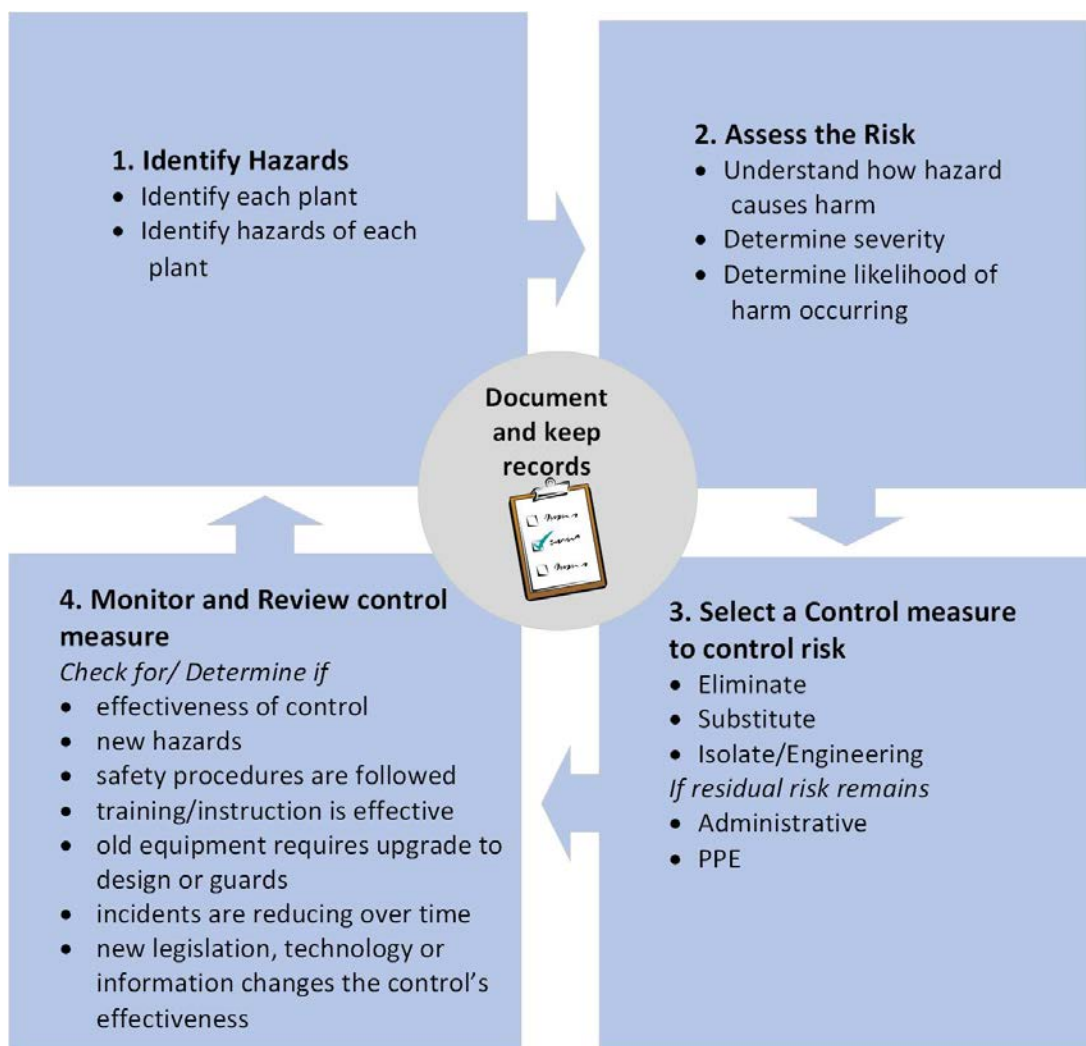 1. Identify Hazards
• Identify each plant
• Identify hazards of each
plant
2. Assess the Risk
• Understand how hazard
causes harm
• Determine severity
• Determine likelihood of
harm occurring
Document
and keep
records
3. Select a Control measure
to control risk
• Eliminate
• Substitute
• Isolate/Engineering
If residual risk remains
• Administrative
• PPE
4. Monitor and Review control
measure
Check for/ Determine if
• effectiveness of control
• new hazards
• safety procedures are followed
• training/instruction is effective
• old equipment requires upgrade to
design or guards
• incidents are reducing over time
• new legislation, technology or
information changes the control’s
effectiveness